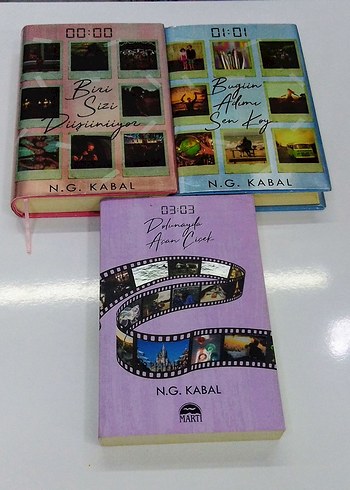 00:00
Biri
Sizi
Düşünüyor
N.G. KABAL
01:01
Bugün
Adımı
Sen Koy
N.G. KABAL
03:03
Dolunayda
Açan Çiçek
N.G. KABAL
MARTI